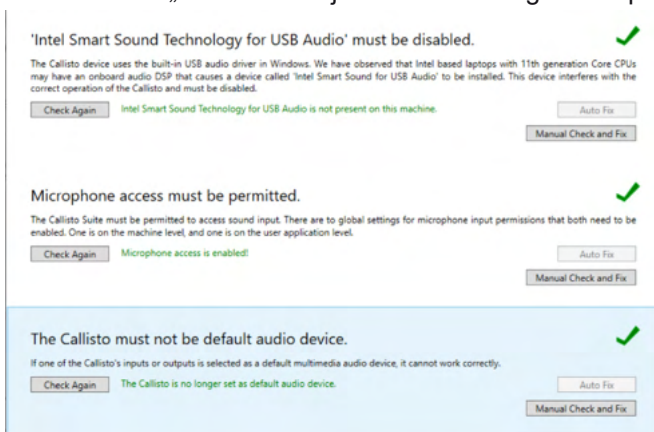 'Intel Smart Sound Technology for USB Audio' must be disabled.
The Callisto device uses the built-in USB audio driver in Windows. We have observed that Intel based laptops with 11th generation Core CPUs
may have an onboard audio DSP that causes a device called 'Intel Smart Sound for USB Audio' to be installed. This device interferes with the
correct operation of the Callisto and must be disabled.
Check Again Intel Smart Sound Technology for USB Audio is not present on this machine. Auto Fix
Manual Check and Fix
Microphone access must be permitted.
The Callisto Suite must be permitted to access sound input. There are to global settings for microphone input permissions that both need to be
enabled. One is on the machine level, and one is on the user application level.
Check Again Microphone access is enabled! Auto Fix
Manual Check and Fix
The Callisto must not be default audio device.
If one of the Callisto's inputs or outputs is selected as a default multimedia audio device, it cannot work correctly.
Check Again The Callisto is no longer set as default audio device. Auto Fix
Manual Check and Fix